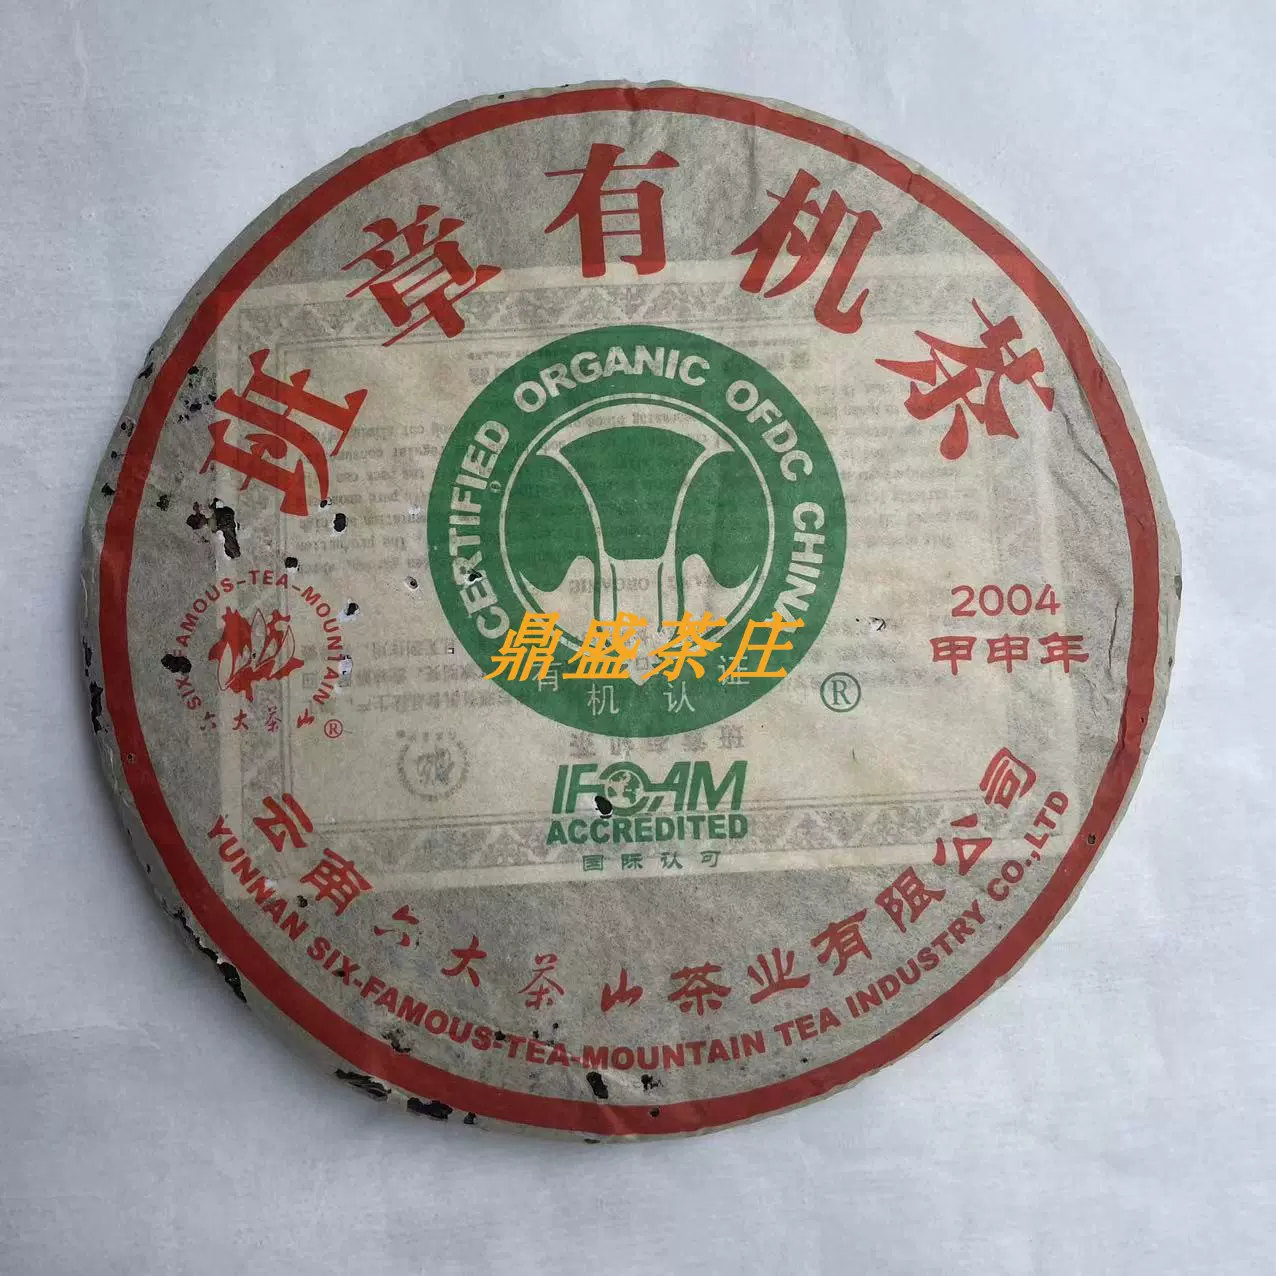 班章有机茶
CERTIFIED ORGANIC OFDC CHINA
2004
甲申年
SIX-FAMOUS-TEA-MOUNTAIN
六大茶山®
鼎盛茶庄
有机认证
®
IFOAM
ACCREDITED
国际认可
云南六大茶山茶业有限公司
YUNNAN SIX-FAMOUS-TEA-MOUNTAIN TEA INDUSTRY CO.,LTD